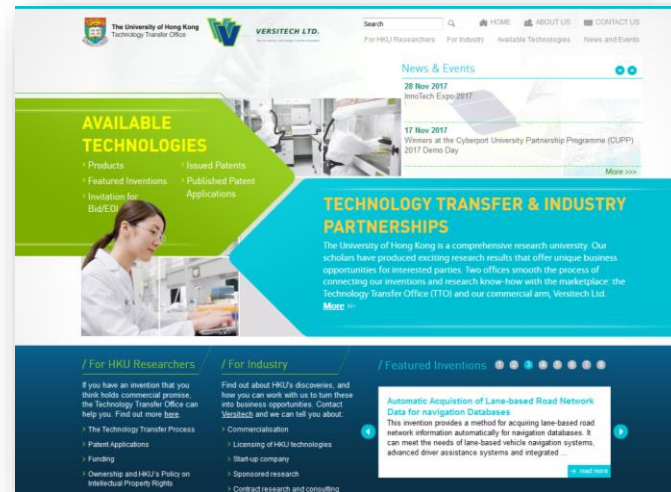 The University of Hong Kong
Technology Transfer Office
VERSITECH LTD.
Search
HOME
ABOUT US
CONTACT US
For HKU Researchers
For Industry
Available Technologies
News and Events
News & Events
28 Nov 2017
InnoTech Expo 2017
17 Nov 2017
Winners at the Cyberport University Partnership Programme (CUPP)
2017 Demo Day
More >>>
AVAILABLE
TECHNOLOGIES
› Products
› Featured Inventions
› Invitation for
Bid/EOI
› Issued Patents
› Published Patent
Applications
TECHNOLOGY TRANSFER & INDUSTRY
PARTNERSHIPS
The University of Hong Kong is a comprehensive research university. Our
scholars have produced exciting research results that offer unique business
opportunities for interested parties. Two offices smooth the process of
connecting our inventions and research know-how with the marketplace: the
Technology Transfer Office (TTO) and our commercial arm, Versitech Ltd.
More >>>
/ For HKU Researchers
If you have an invention that you
think holds commercial promise,
the Technology Transfer Office can
help you. Find out more here.
› The Technology Transfer Process
› Patent Applications
› Funding
› Ownership and HKU's Policy on
Intellectual Property Rights
/ For Industry
Find out about HKU's discoveries, and
how you can work with us to turn these
into business opportunities. Contact
Versitech and we can tell you about:
› Commercialisation
› Licensing of HKU technologies
› Start-up company
› Sponsored research
› Contract research and consulting
/ Featured Inventions
1 2 3 4 5 6 7 8
Automatic Acquistion of Lane-based Road Network
Data for navigation Databases
This invention provides a method for acquiring lane-based road
network information automatically for navigation databases. It
can meet the needs of lane-based vehicle navigation systems,
advanced driver assistance systems and integrated ...
read more